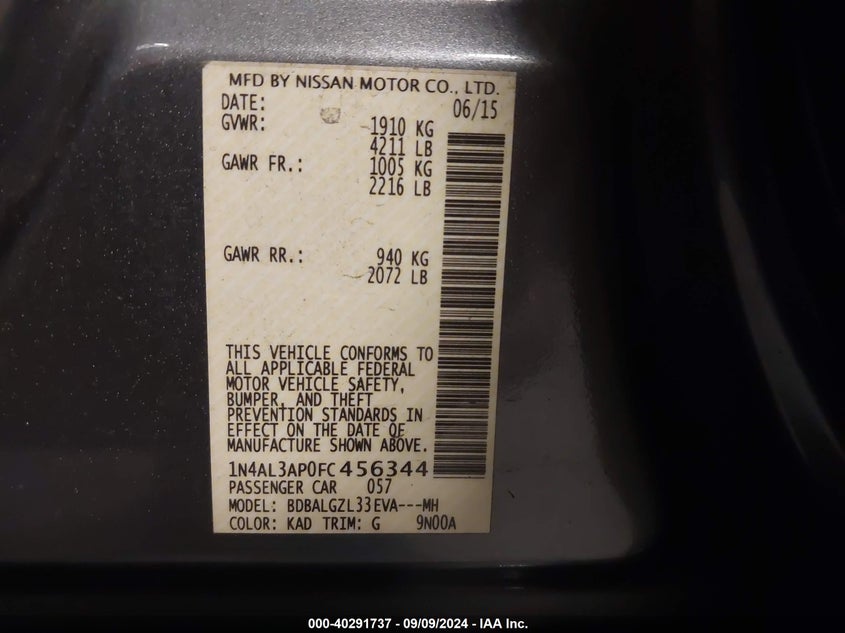 MFD BY NISSAN MOTOR CO., LTD.
DATE: 06/15
GVWR: 1910 KG
4211 LB
GAWR FR.: 1005 KG
2216 LB
GAWR RR.: 940 KG
2072 LB
THIS VEHICLE CONFORMS TO
ALL APPLICABLE FEDERAL
MOTOR VEHICLE SAFETY,
BUMPER, AND THEFT
PREVENTION STANDARDS IN
EFFECT ON THE DATE OF
MANUFACTURE SHOWN ABOVE.
1N4AL3AP0FC456344
PASSENGER CAR 057
MODEL: BDBALGZL33EVA---MH
COLOR: KAD TRIM: G 9N00A
000-40291737 - 09/09/2024 - IAA Inc.